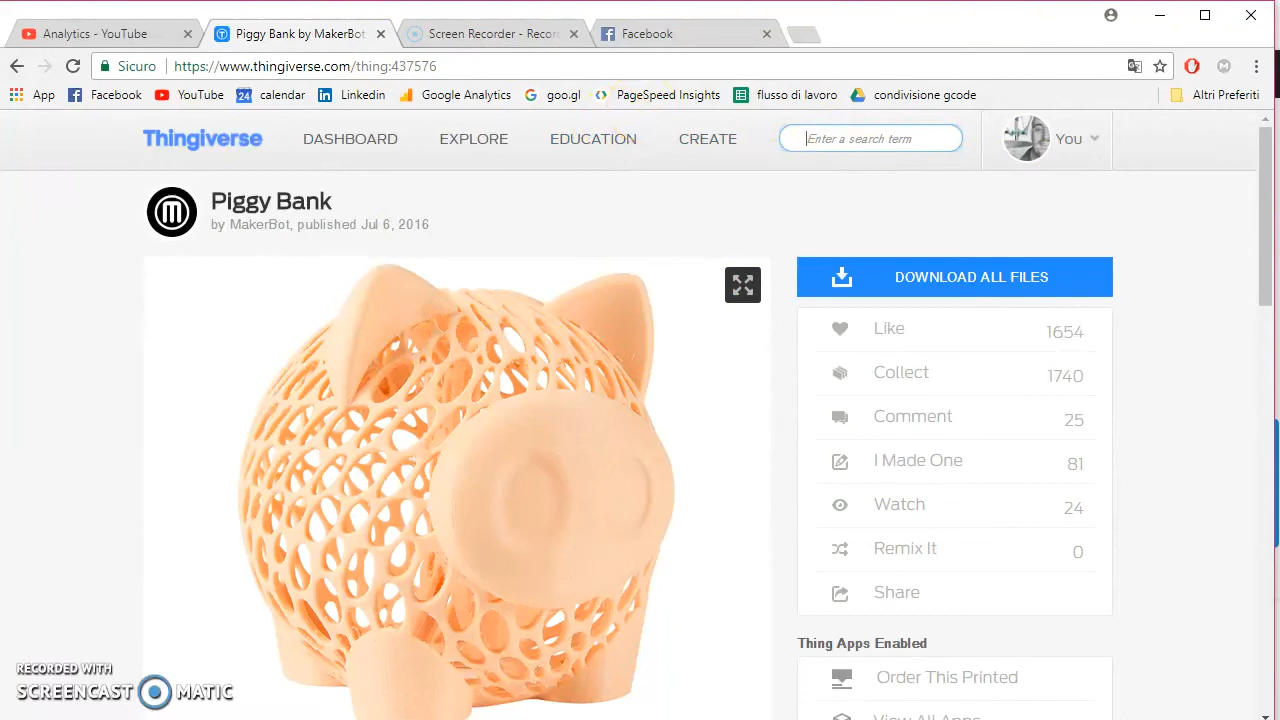 Analytics - YouTube
Piggy Bank by MakerBot
Screen Recorder - Recor
Facebook
Sicuro
https://www.thingiverse.com/thing:437576
App
Facebook
YouTube
24
calendar
Linkedin
Google Analytics
goo.gl
PageSpeed Insigh
flusso di lavoro
condivisione gcode
Altri Preferiti
Thingiverse
DASHBOARD
EXPLORE
EDUCATION
CREATE
Enter a search term
You
Piggy Bank
by MakerBot, published Jul 6, 2016
DOWNLOAD ALL FILES
Like 1654
Collect 1740
Comment 25
I Made One 81
Watch 24
Remix It 0
Share
Thing Apps Enabled
Order This Printed
View All Apps
RECORDED WITH
SCREENCAST MATIC